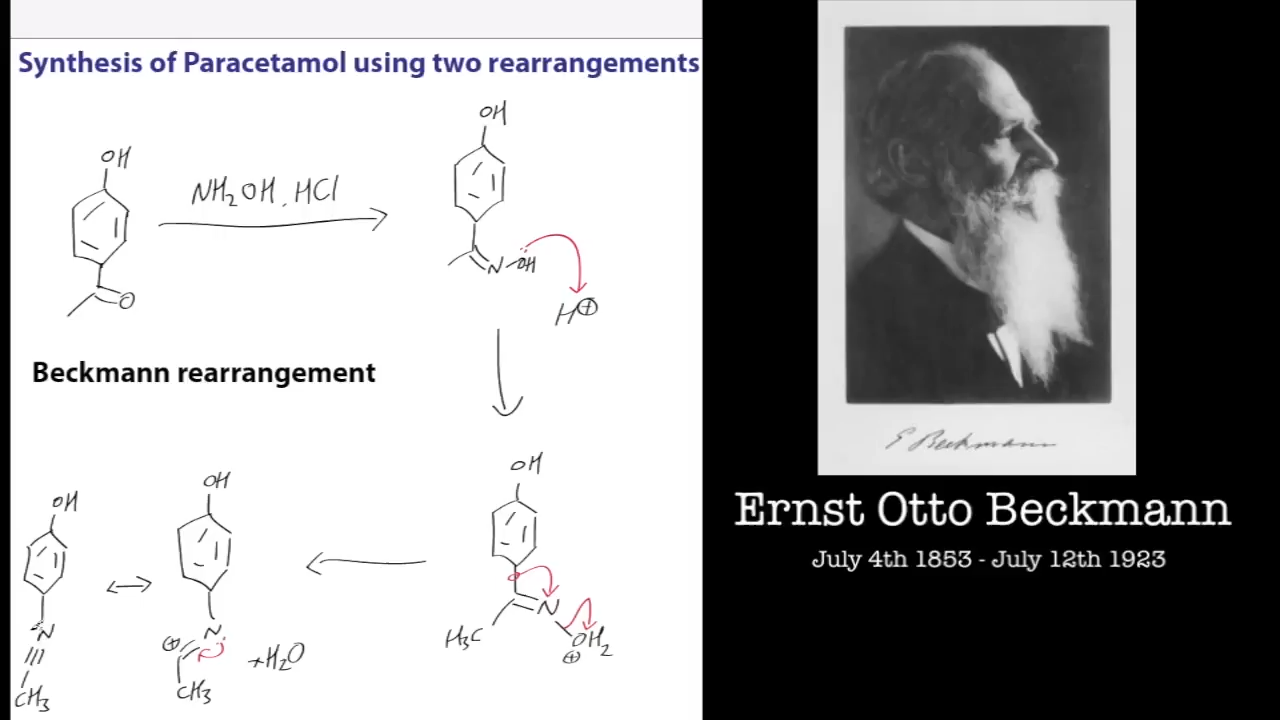 Synthesis of Paracetamol using two rearrangements
OH
NH₂OH.HCl
O
OH
N-OH
H⊕
Beckmann rearrangement
OH
N
H₃C
OH₂
⊕
OH
N
⊕
CH₃
+H₂O
OH
N
CH₃
E Beckmann
Ernst Otto Beckmann
July 4th 1853 - July 12th 1923